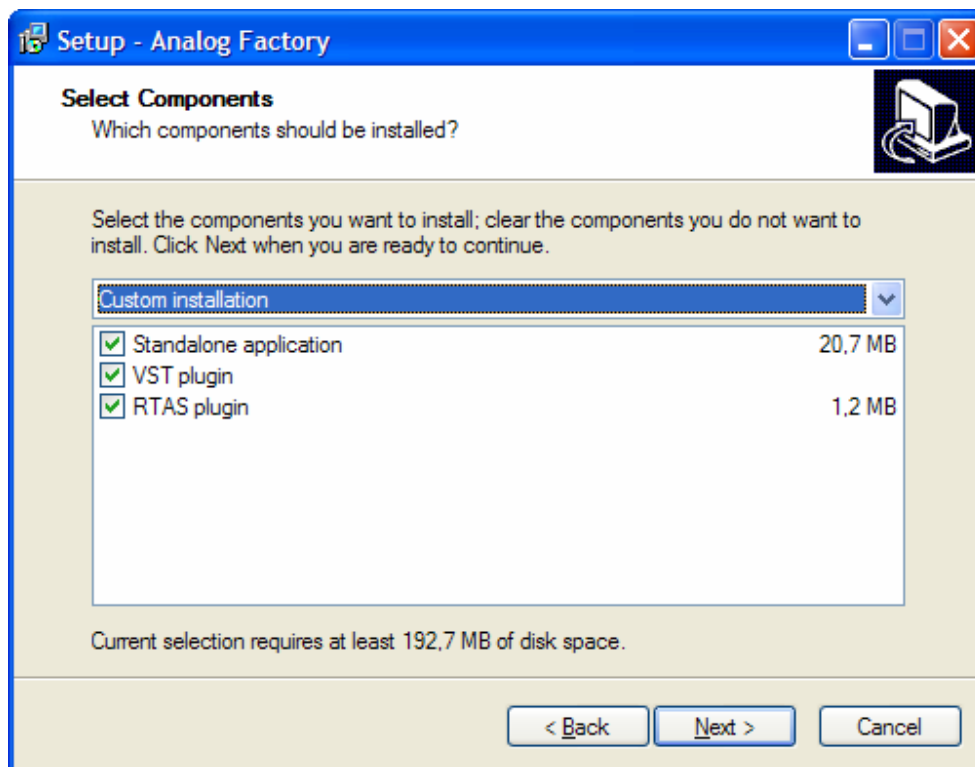 Setup - Analog Factory
Select Components
Which components should be installed?
Select the components you want to install; clear the components you do not want to
install. Click Next when you are ready to continue.
Custom installation
Standalone application 20,7 MB
VST plugin
RTAS plugin 1,2 MB
Current selection requires at least 192,7 MB of disk space.
< Back Next > Cancel